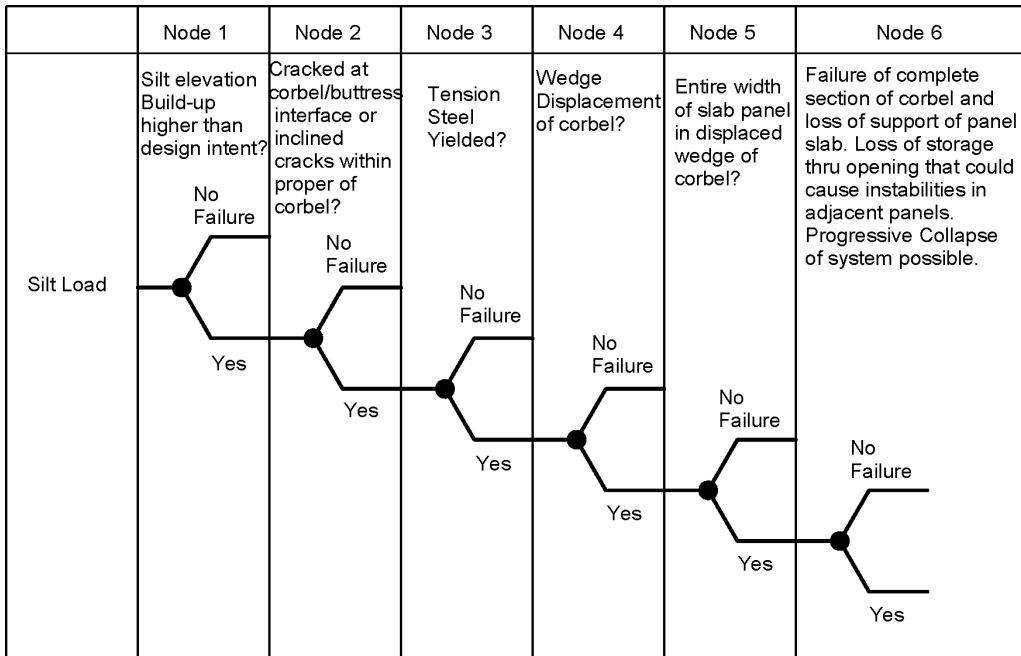 Node 1
Node 2
Node 3
Node 4
Node 5
Node 6
Silt elevation
Build-up
higher than
design intent?
Cracked at
corbel/buttress
interface or
inclined
cracks within
proper of
corbel?
Tension
Steel
Yielded?
Wedge
Displacement
of corbel?
Entire width
of slab panel
in displaced
wedge of
corbel?
Failure of complete
section of corbel and
loss of support of panel
slab. Loss of storage
thru opening that could
cause instabilities in
adjacent panels.
Progressive Collapse
of system possible.
Silt Load
No
Failure
Yes
No
Failure
Yes
No
Failure
Yes
No
Failure
Yes
No
Failure
Yes
No
Failure
Yes